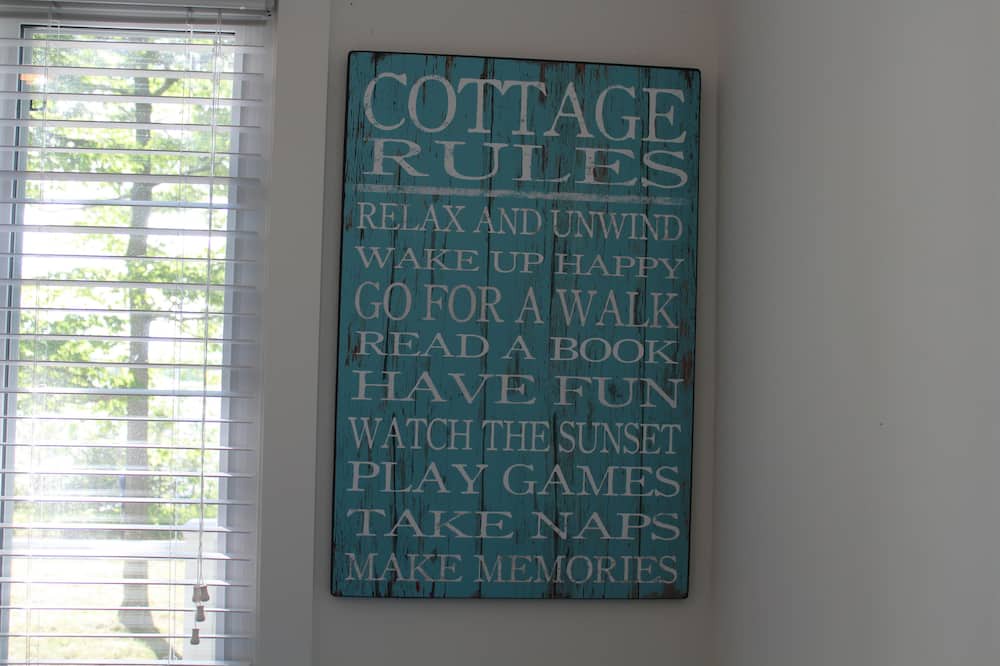 COTTAGE
RULES
RELAX AND UNWIND
WAKE UP HAPPY
GO FOR A WALK
READ A BOOK
HAVE FUN
WATCH THE SUNSET
PLAY GAMES
TAKE NAPS
MAKE MEMORIES